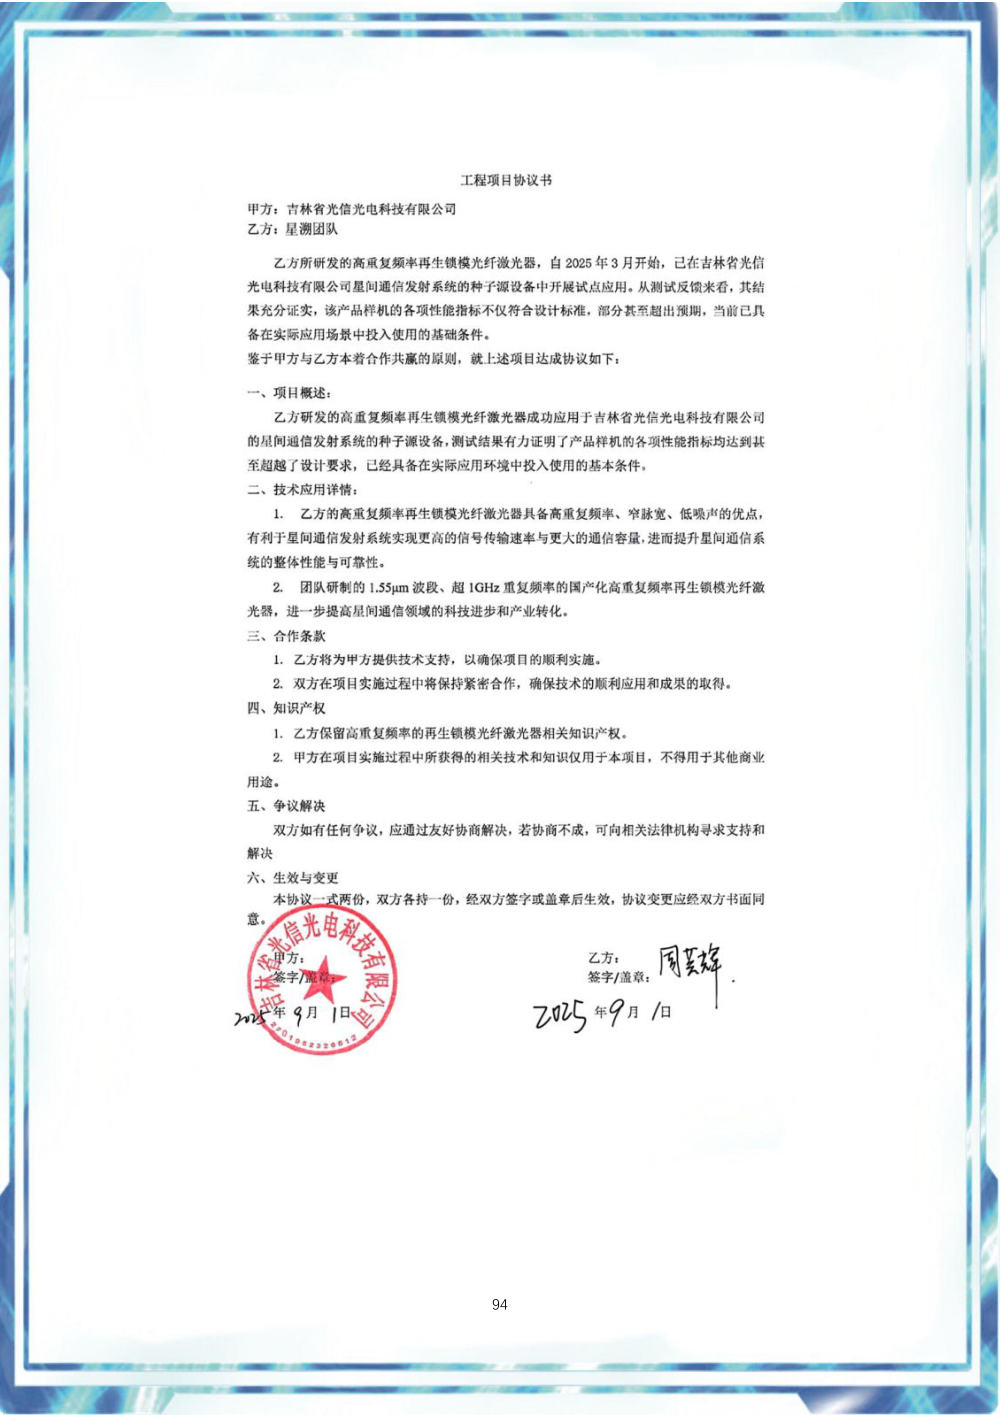 工程项目协议书
甲方：吉林省光信光电科技有限公司
乙方：星溯团队
乙方所研发的高重复频率再生锁模光纤激光器，自 2025 年 3 月开始，已在吉林省光信
光电科技有限公司星间通信发射系统的种子源设备中开展试点应用。从测试反馈来看，其结
果充分证实，该产品样机的各项性能指标不仅符合设计标准，部分甚至超出预期，当前已具
备在实际应用场景中投入使用的基础条件。
鉴于甲方与乙方本着合作共赢的原则，就上述项目达成协议如下：
一、项目概述：
乙方研发的高重复频率再生锁模光纤激光器成功应用于吉林省光信光电科技有限公司
的星间通信发射系统的种子源设备，测试结果有力证明了产品样机的各项性能指标均达到甚
至超越了设计要求，已经具备在实际应用环境中投入使用的基本条件。
二、技术应用详情：
1. 乙方的高重复频率再生锁模光纤激光器具备高重复频率、窄脉宽、低噪声的优点，
有利于星间通信发射系统实现更高的信号传输速率与更大的通信容量，进而提升星间通信系
统的整体性能与可靠性。
2. 团队研制的 1.55μm 波段、超 1GHz 重复频率的国产化高重复频率再生锁模光纤激
光器，进一步提高星间通信领域的科技进步和产业转化。
三、合作条款
1. 乙方将为甲方提供技术支持，以确保项目的顺利实施。
2. 双方在项目实施过程中将保持紧密合作，确保技术的顺利应用和成果的取得。
四、知识产权
1. 乙方保留高重复频率的再生锁模光纤激光器相关知识产权。
2. 甲方在项目实施过程中所获得的相关技术和知识仅用于本项目，不得用于其他商业
用途。
五、争议解决
双方如有任何争议，应通过友好协商解决，若协商不成，可向相关法律机构寻求支持和
解决
六、生效与变更
本协议一式两份，双方各持一份，经双方签字或盖章后生效，协议变更应经双方书面同
意。
吉林省光信光电科技有限公司
甲方：
签字/盖章：
2025 年 9 月 1 日
乙方：
签字/盖章：
2025 年 9 月 1 日
94